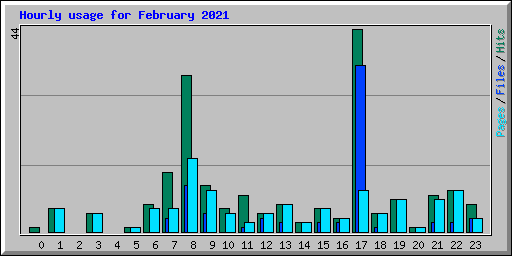 Hourly usage for February 2021
44
Pages / Files / Hits
0 1 2 3 4 5 6 7 8 9 10 11 12 13 14 15 16 17 18 19 20 21 22 23